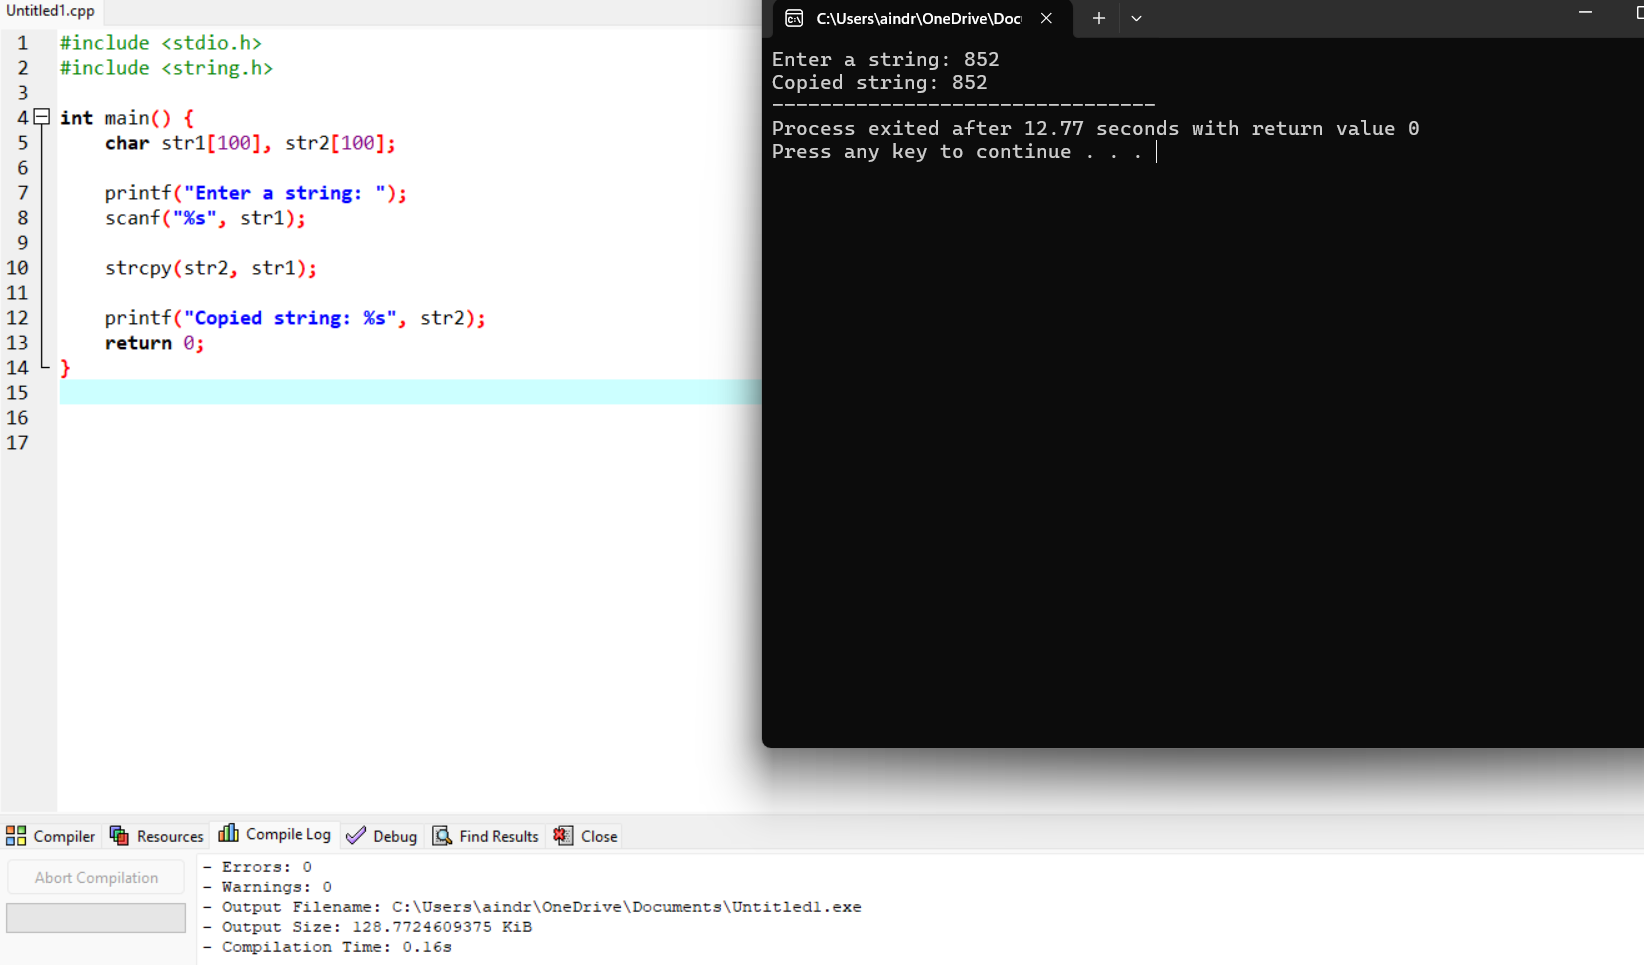 Untitled1.cpp
1 #include <stdio.h>
2 #include <string.h>
3
4 int main() {
5     char str1[100], str2[100];
6
7     printf("Enter a string: ");
8     scanf("%s", str1);
9
10     strcpy(str2, str1);
11
12     printf("Copied string: %s", str2);
13     return 0;
14 }
15
16
17
C:\Users\aindr\OneDrive\Doc
Enter a string: 852
Copied string: 852
--------------------------------
Process exited after 12.77 seconds with return value 0
Press any key to continue . . .
Compiler Resources Compile Log Debug Find Results Close
Abort Compilation
- Errors: 0
- Warnings: 0
- Output Filename: C:\Users\aindr\OneDrive\Documents\Untitled1.exe
- Output Size: 128.7724609375 KiB
- Compilation Time: 0.16s